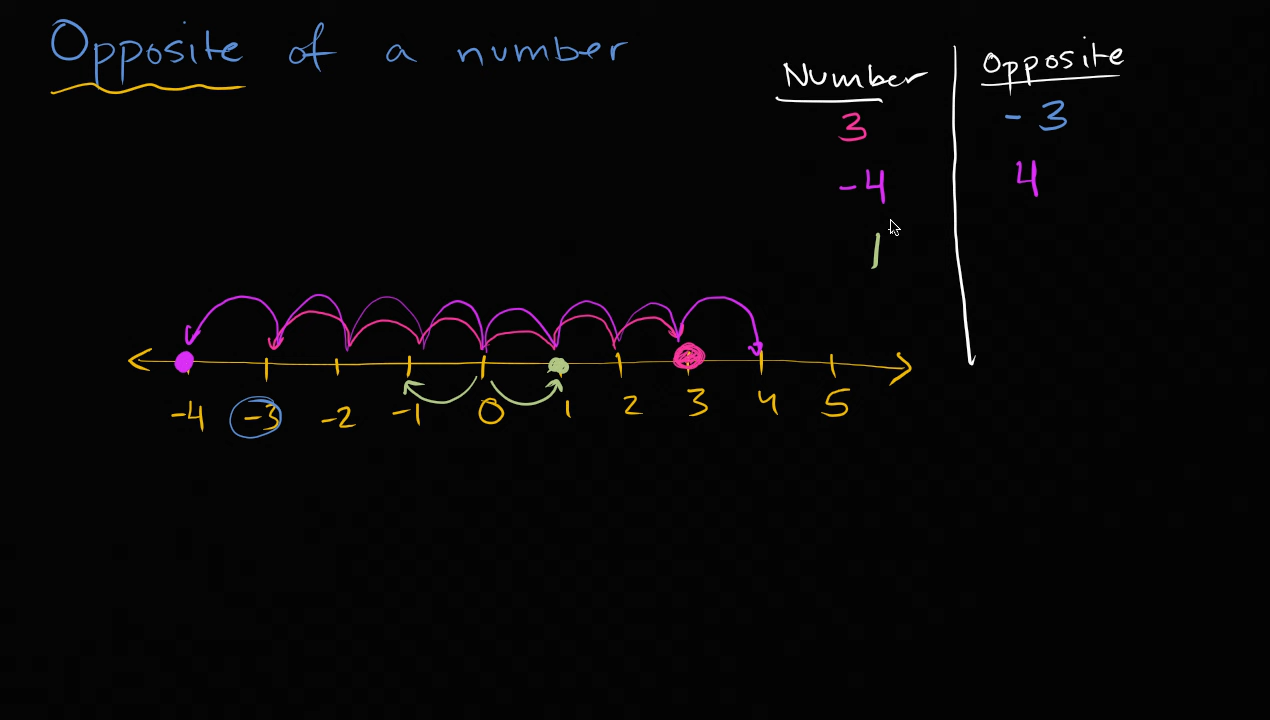 Opposite of a number
Number Opposite
3 -3
-4 4
1
-4 -3 -2 -1 0 1 2 3 4 5